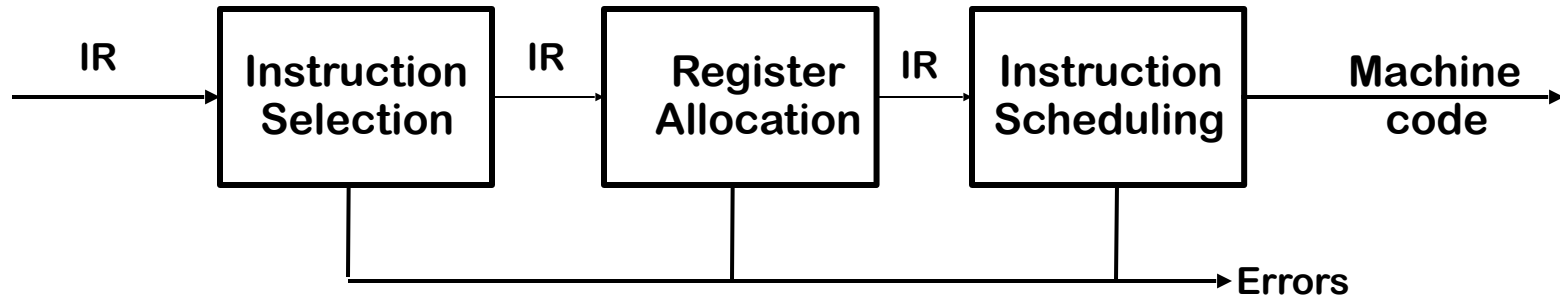 IR
Instruction
Selection
IR
Register
Allocation
IR
Instruction
Scheduling
Machine
code
Errors